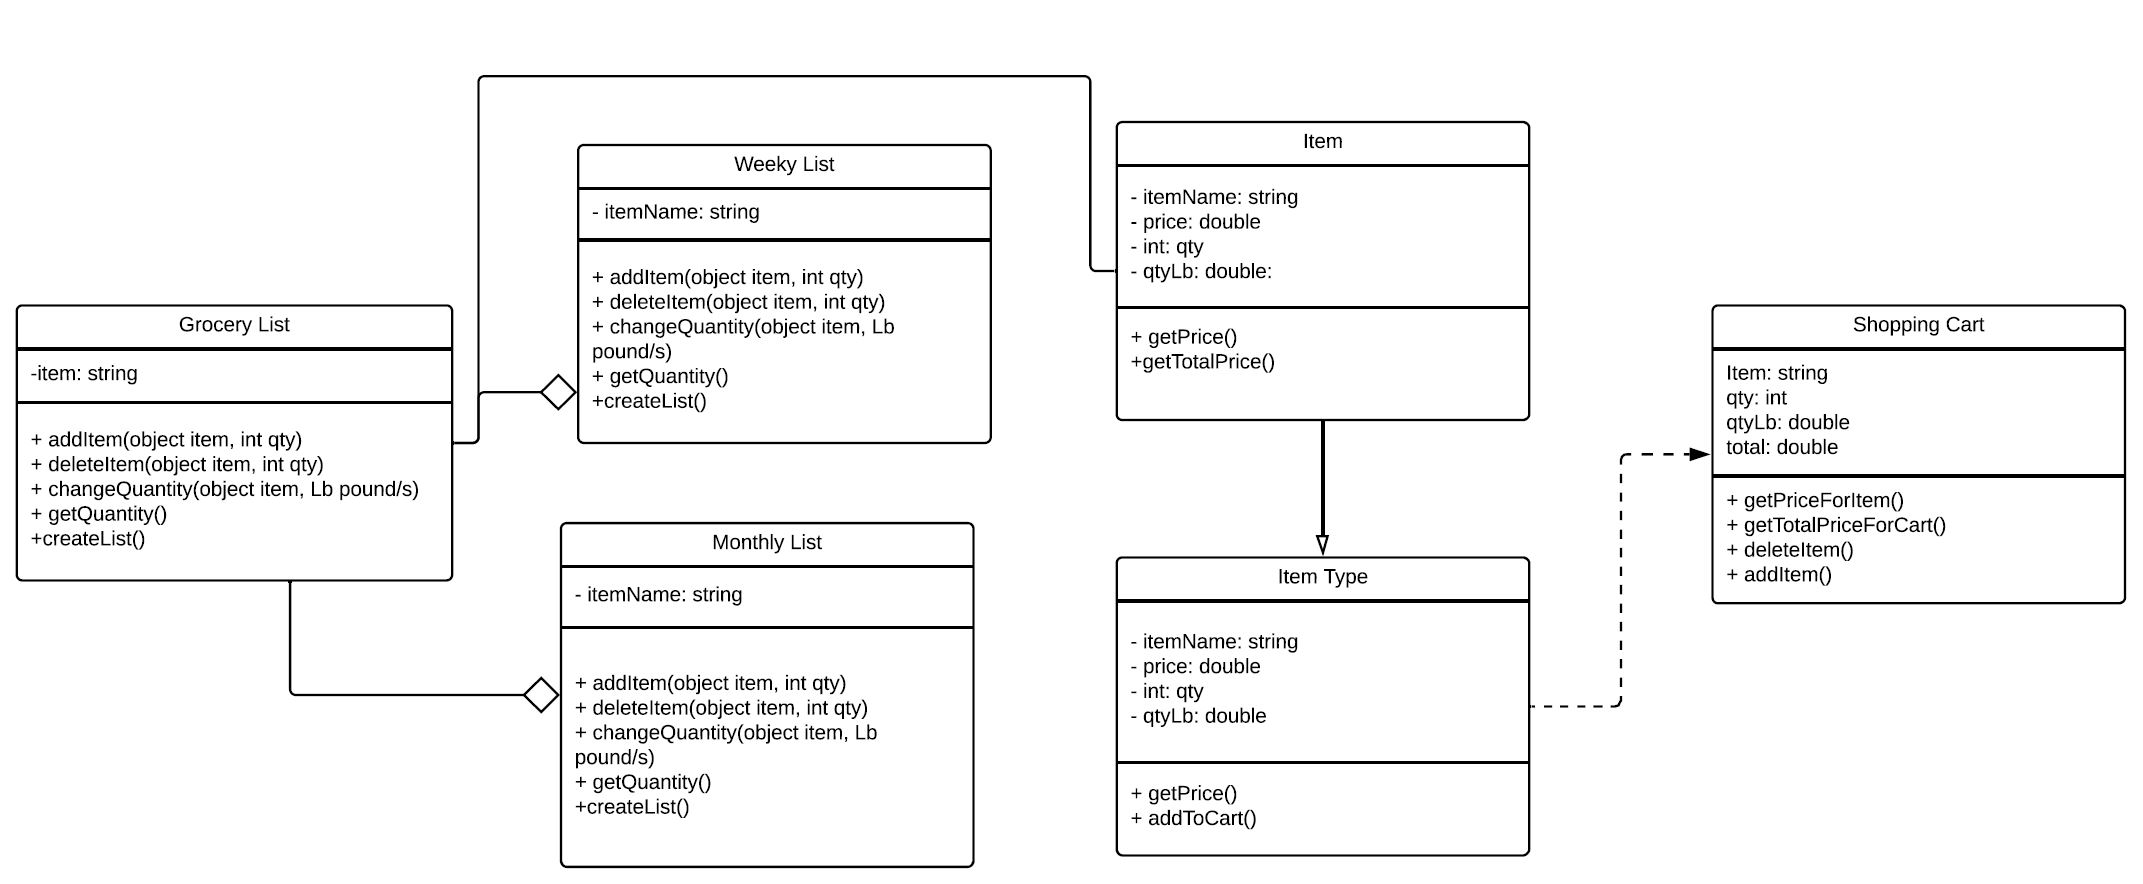 Grocery List
-item: string
+ addItem(object item, int qty)
+ deleteItem(object item, int qty)
+ changeQuantity(object item, Lb pound/s)
+ getQuantity()
+createList()
Weeky List
- itemName: string
+ addItem(object item, int qty)
+ deleteItem(object item, int qty)
+ changeQuantity(object item, Lb
pound/s)
+ getQuantity()
+createList()
Monthly List
- itemName: string
+ addItem(object item, int qty)
+ deleteItem(object item, int qty)
+ changeQuantity(object item, Lb
pound/s)
+ getQuantity()
+createList()
Item
- itemName: string
- price: double
- int: qty
- qtyLb: double:
+ getPrice()
+getTotalPrice()
Item Type
- itemName: string
- price: double
- int: qty
- qtyLb: double
+ getPrice()
+ addToCart()
Shopping Cart
Item: string
qty: int
qtyLb: double
total: double
+ getPriceForItem()
+ getTotalPriceForCart()
+ deleteItem()
+ addItem()